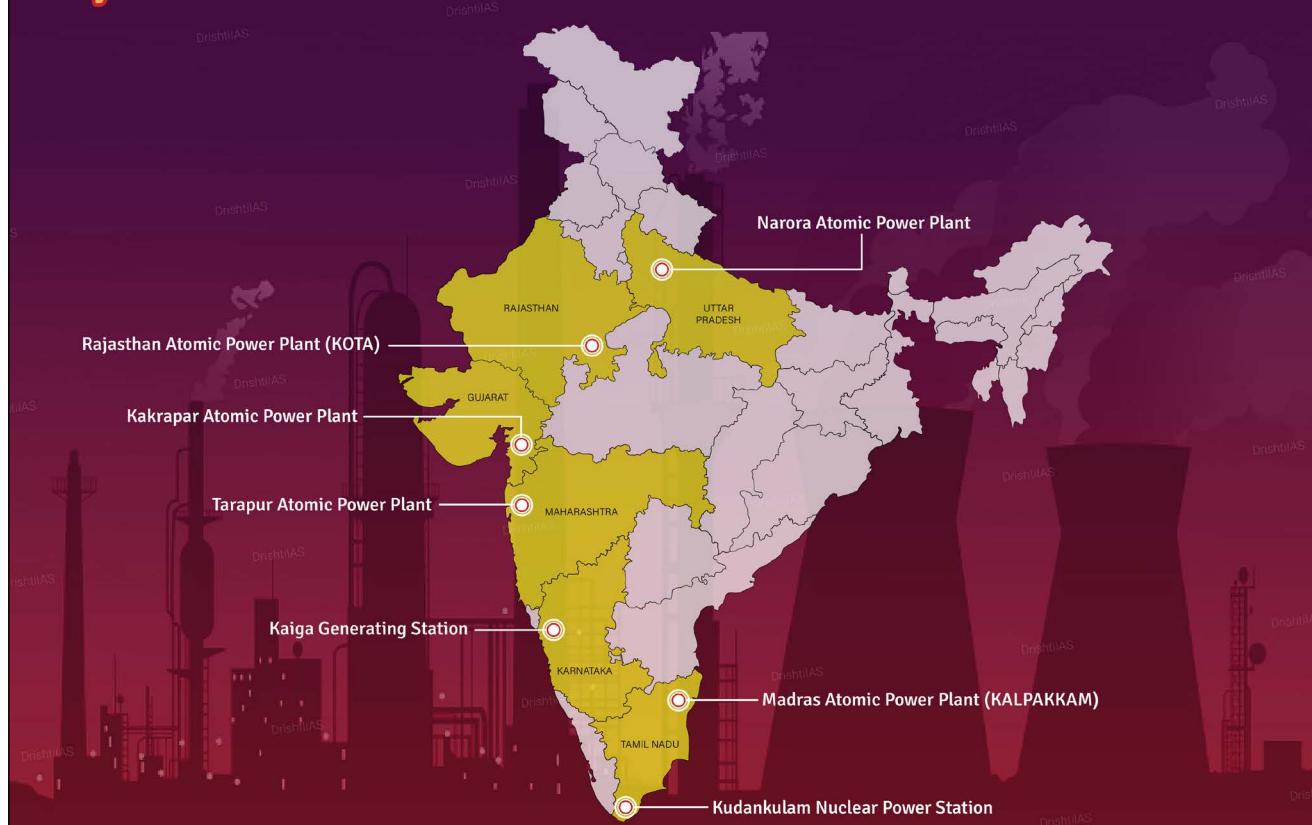 Narora Atomic Power Plant
RAJASTHAN
UTTAR
PRADESH
Rajasthan Atomic Power Plant (KOTA)
GUJARAT
Kakrapar Atomic Power Plant
Tarapur Atomic Power Plant
MAHARASHTRA
Kaiga Generating Station
KARNATAKA
Madras Atomic Power Plant (KALPAKKAM)
TAMIL NADU
Kudankulam Nuclear Power Station
DrishtiIAS